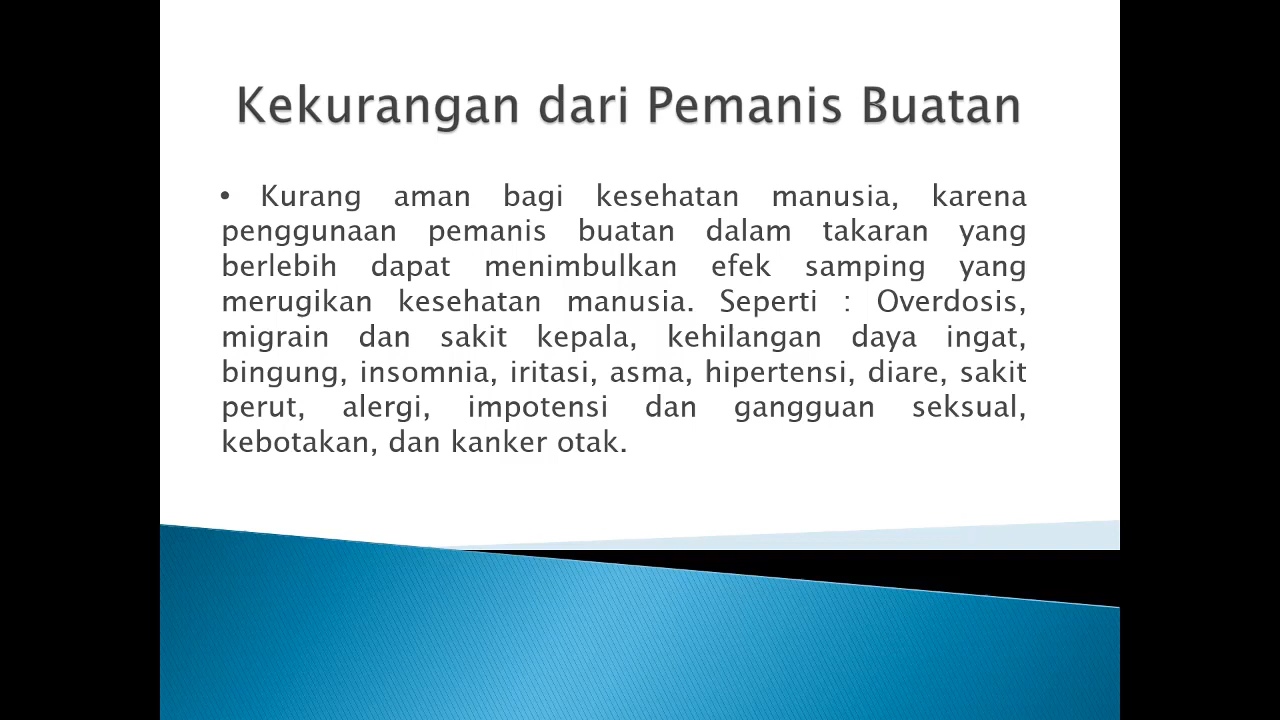 Kekurangan dari Pemanis Buatan
• Kurang aman bagi kesehatan manusia, karena
penggunaan pemanis buatan dalam takaran yang
berlebih dapat menimbulkan efek samping yang
merugikan kesehatan manusia. Seperti : Overdosis,
migrain dan sakit kepala, kehilangan daya ingat,
bingung, insomnia, iritasi, asma, hipertensi, diare, sakit
perut, alergi, impotensi dan gangguan seksual,
kebotakan, dan kanker otak.